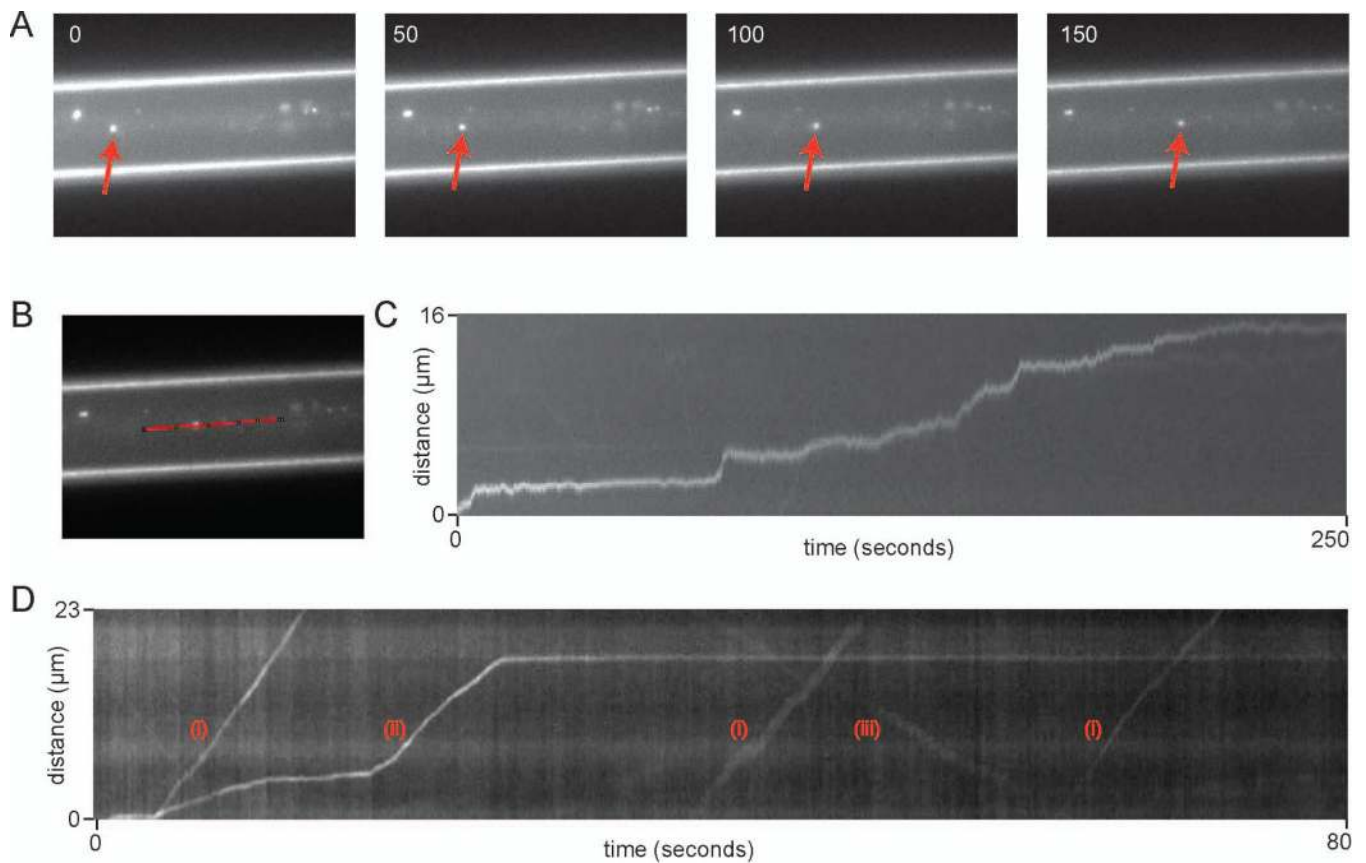 A
0
50
100
150
B
C
16
distance (µm)
0
0
time (seconds)
250
D
23
distance (µm)
0
(i)
(ii)
(i)
(iii)
(i)
0
time (seconds)
80